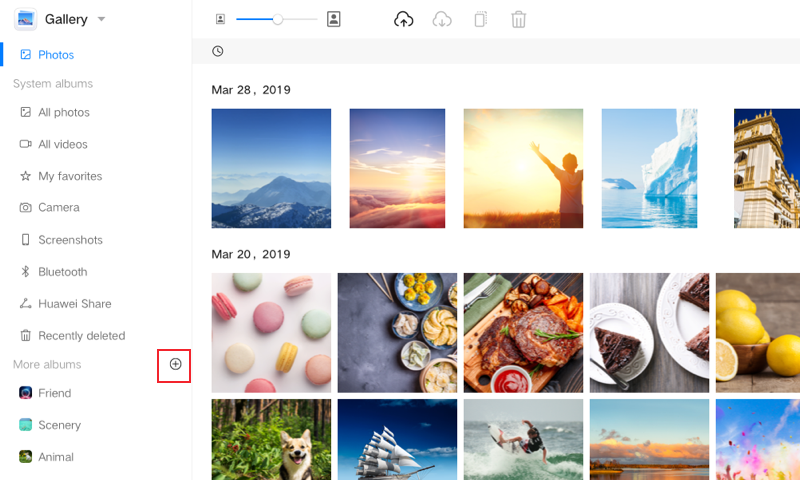 Gallery
Photos
System albums
All photos
All videos
My favorites
Camera
Screenshots
Bluetooth
Huawei Share
Recently deleted
More albums
Friend
Scenery
Animal
Mar 28, 2019
Mar 20, 2019